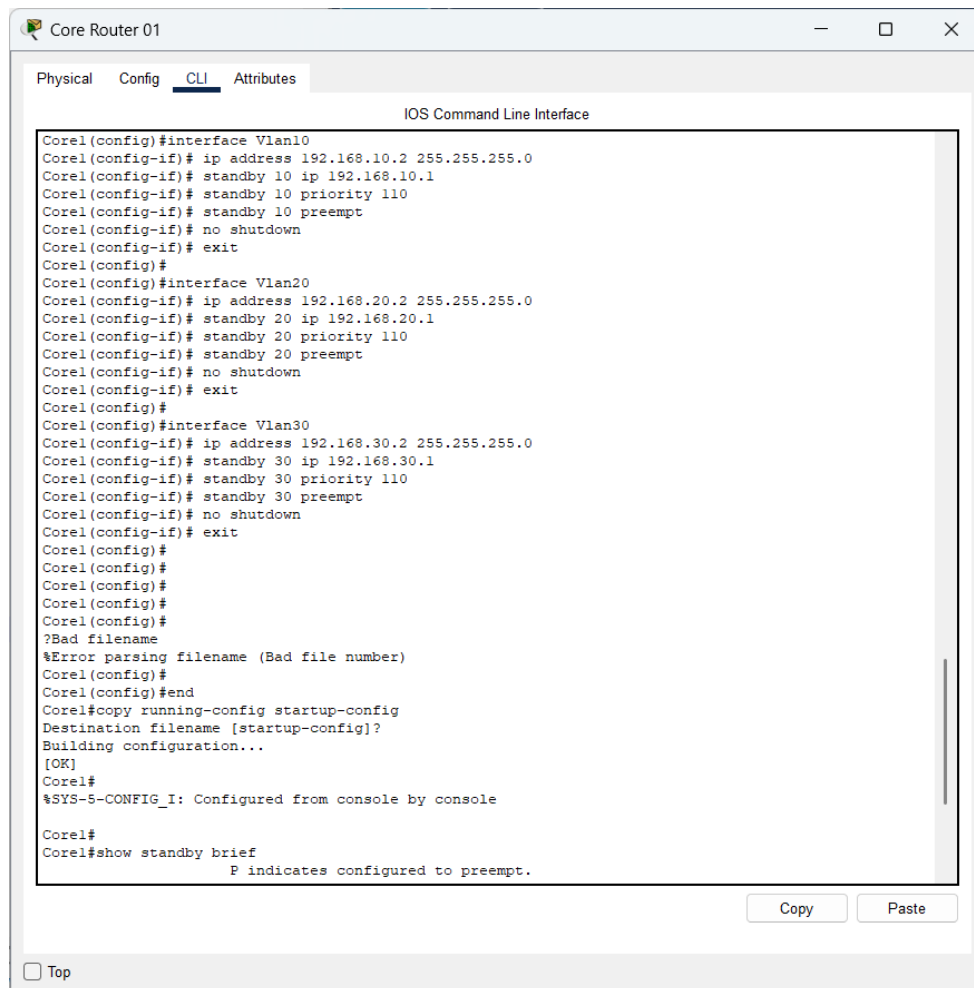 Core Router 01
Physical Config CLI Attributes
IOS Command Line Interface
Core1(config)#interface Vlan10
Core1(config-if)# ip address 192.168.10.2 255.255.255.0
Core1(config-if)# standby 10 ip 192.168.10.1
Core1(config-if)# standby 10 priority 110
Core1(config-if)# standby 10 preempt
Core1(config-if)# no shutdown
Core1(config-if)# exit
Core1(config)#
Core1(config)#interface Vlan20
Core1(config-if)# ip address 192.168.20.2 255.255.255.0
Core1(config-if)# standby 20 ip 192.168.20.1
Core1(config-if)# standby 20 priority 110
Core1(config-if)# standby 20 preempt
Core1(config-if)# no shutdown
Core1(config-if)# exit
Core1(config)#
Core1(config)#interface Vlan30
Core1(config-if)# ip address 192.168.30.2 255.255.255.0
Core1(config-if)# standby 30 ip 192.168.30.1
Core1(config-if)# standby 30 priority 110
Core1(config-if)# standby 30 preempt
Core1(config-if)# no shutdown
Core1(config-if)# exit
Core1(config)#
Core1(config)#
Core1(config)#
Core1(config)#
Core1(config)#
?Bad filename
%Error parsing filename (Bad file number)
Core1(config)#
Core1(config)#end
Core1#copy running-config startup-config
Destination filename [startup-config]?
Building configuration...
[OK]
Core1#
%SYS-5-CONFIG_I: Configured from console by console
Core1#
Core1#show standby brief
P indicates configured to preempt.
Copy Paste
Top